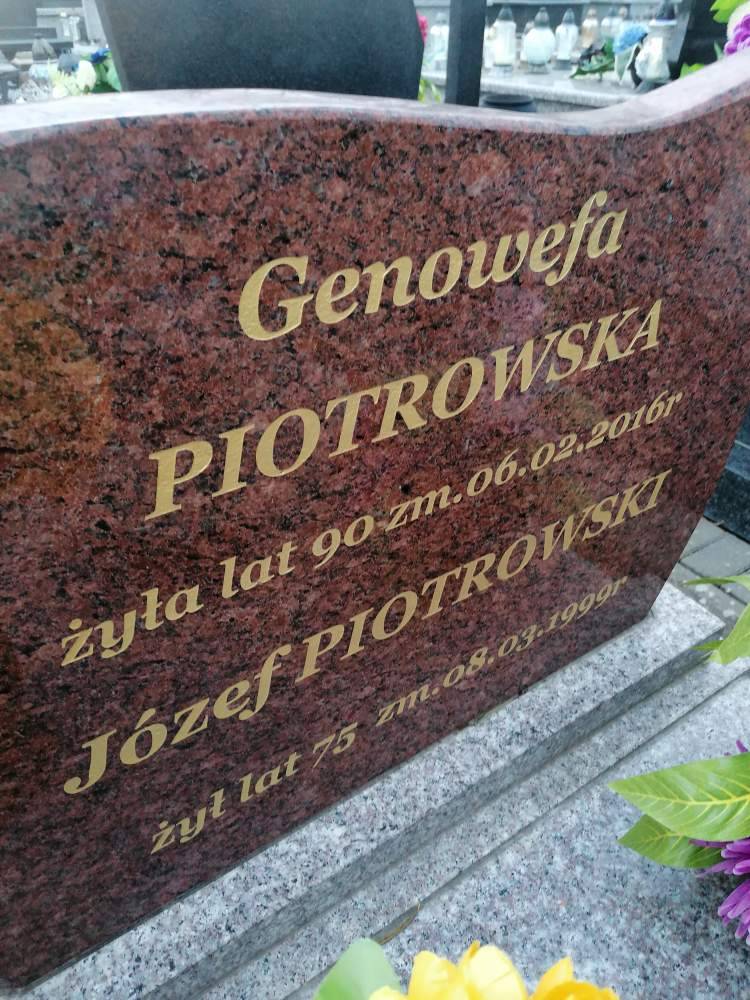 Genowefa
PIOTROWSKA
żyła lat 90 zm.06.02.2016r
Józef PIOTROWSKI
żył lat 75 zm.08.03.1999r